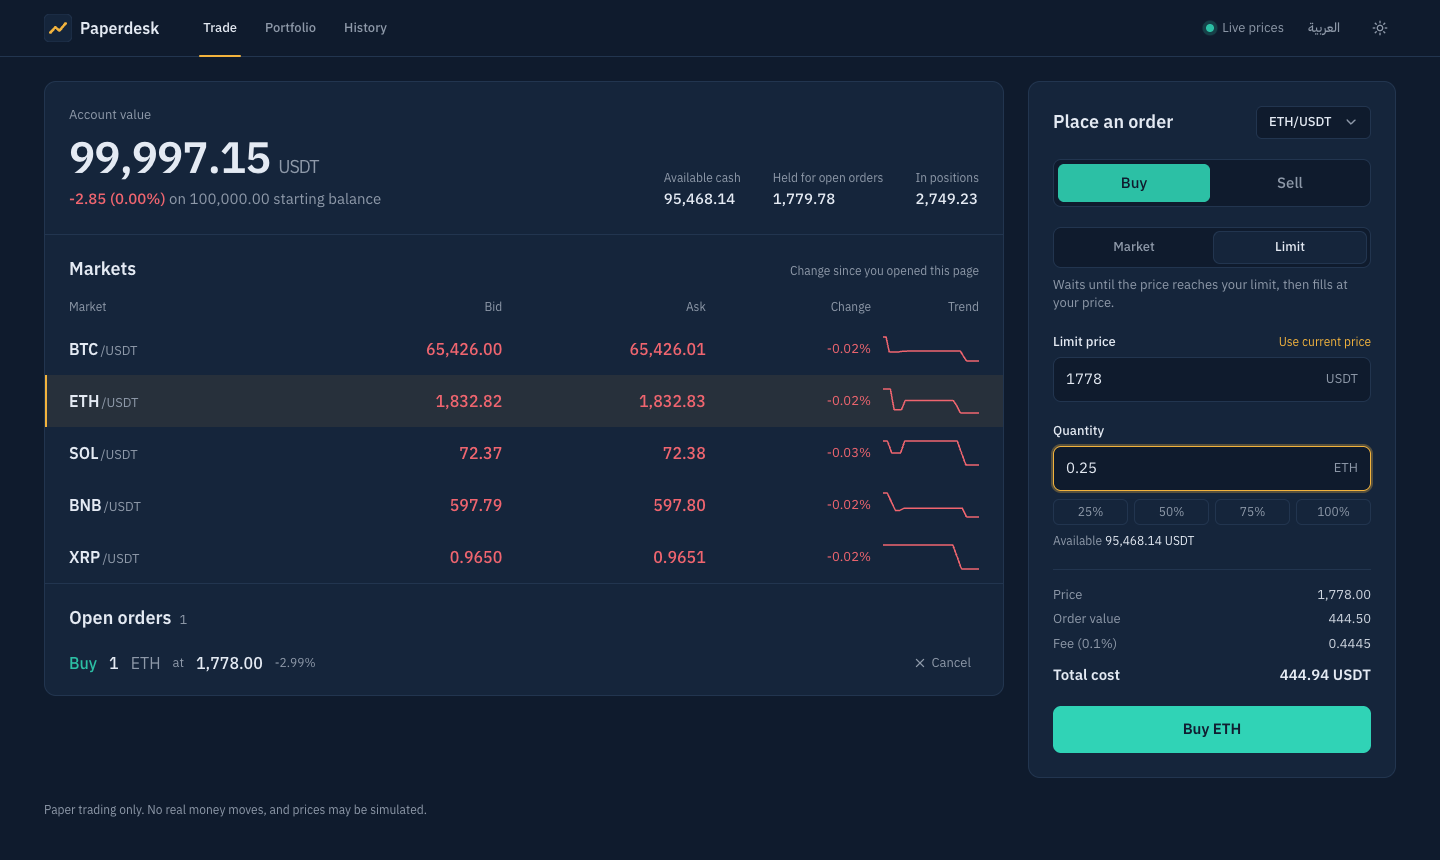 Paperdesk Trade Portfolio History Live prices العربية
Account value
99,997.15 USDT
-2.85 (0.00%) on 100,000.00 starting balance
Available cash Held for open orders In positions
95,468.14 1,779.78 2,749.23
Markets Change since you opened this page
Market Bid Ask Change Trend
BTC/USDT 65,426.00 65,426.01 -0.02%
ETH/USDT 1,832.82 1,832.83 -0.02%
SOL/USDT 72.37 72.38 -0.03%
BNB/USDT 597.79 597.80 -0.02%
XRP/USDT 0.9650 0.9651 -0.02%
Open orders 1
Buy 1 ETH at 1,778.00 -2.99% Cancel
Place an order ETH/USDT
Buy Sell
Market Limit
Waits until the price reaches your limit, then fills at
your price.
Limit price Use current price
1778 USDT
Quantity
0.25 ETH
25% 50% 75% 100%
Available 95,468.14 USDT
Price 1,778.00
Order value 444.50
Fee (0.1%) 0.4445
Total cost 444.94 USDT
Buy ETH
Paper trading only. No real money moves, and prices may be simulated.